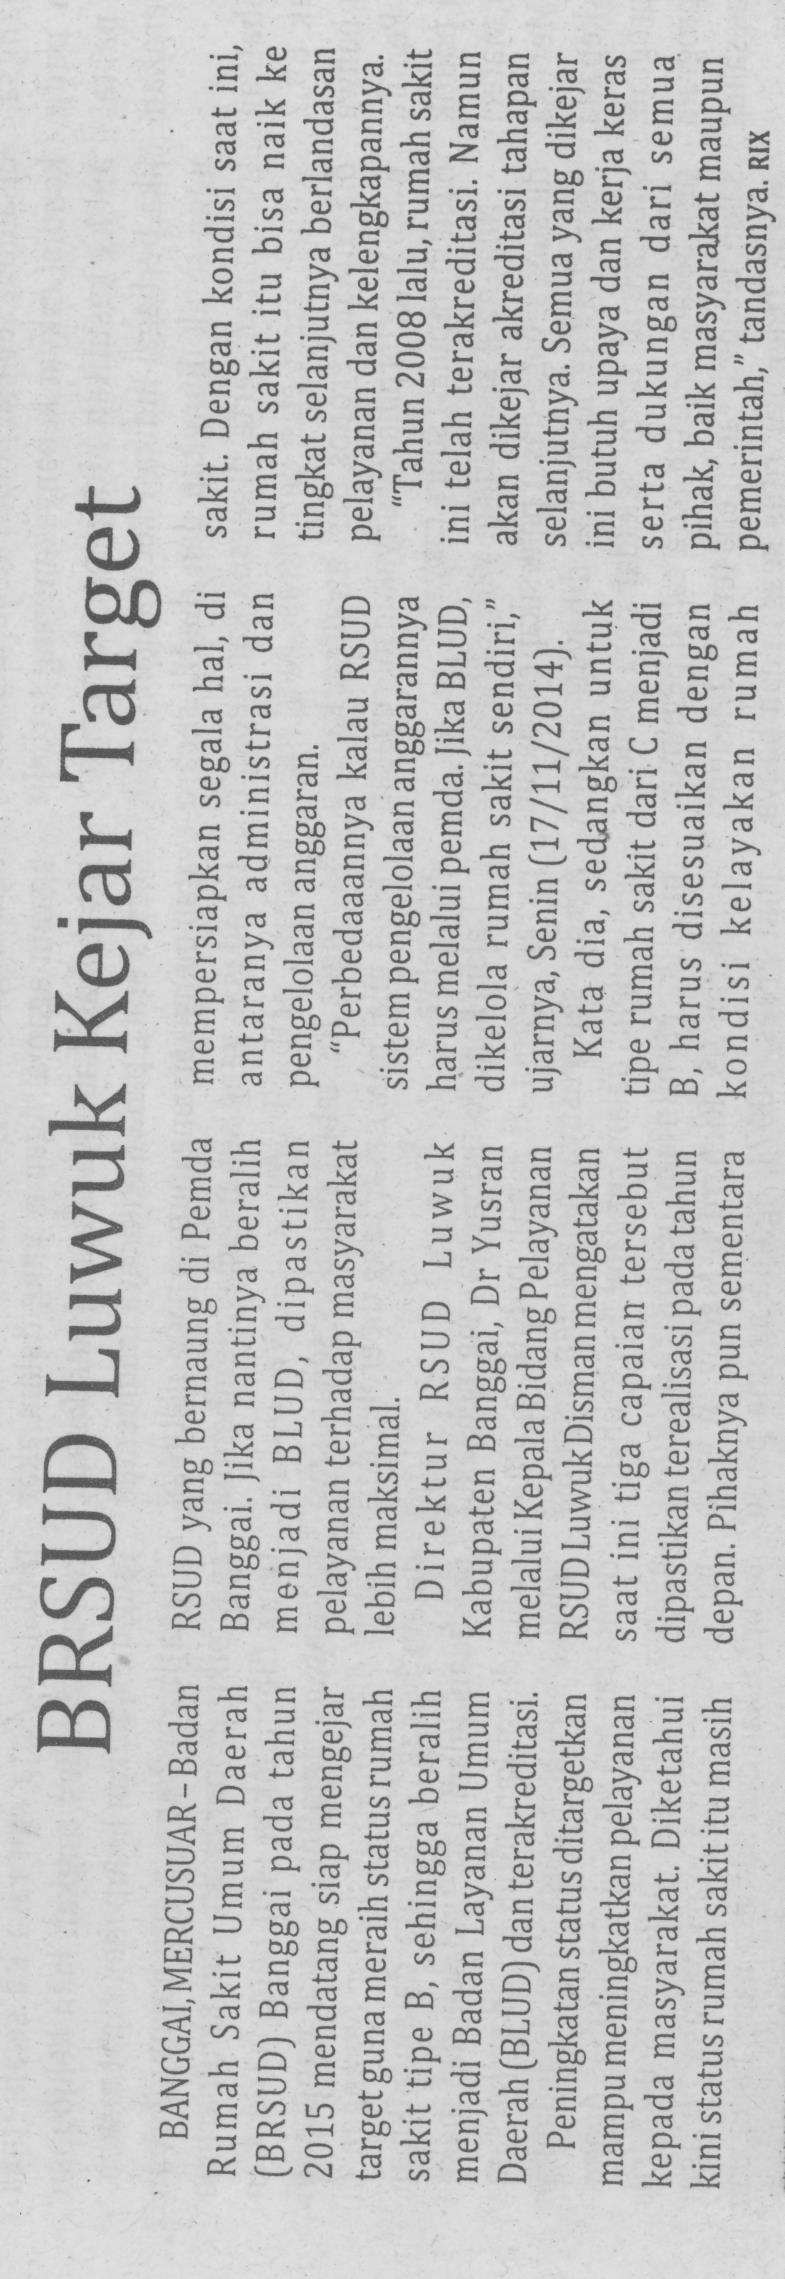 BRSUD Luwuk Kejar Target
BANGGAI, MERCUSUAR – Badan
Rumah Sakit Umum Daerah
(BRSUD) Banggai pada tahun
2015 mendatang siap mengejar
target guna meraih status rumah
sakit tipe B, sehingga beralih
menjadi Badan Layanan Umum
Daerah (BLUD) dan terakreditasi.
Peningkatan status ditargetkan
mampu meningkatkan pelayanan
kepada masyarakat. Diketahui
kini status rumah sakit itu masih
RSUD yang bernaung di Pemda
Banggai. Jika nantinya beralih
menjadi BLUD, dipastikan
pelayanan terhadap masyarakat
lebih maksimal.
Direktur RSUD Luwuk
Kabupaten Banggai, Dr Yusran
melalui Kepala Bidang Pelayanan
RSUD Luwuk Disman mengatakan
saat ini tiga capaian tersebut
dipastikan terealisasi pada tahun
depan. Pihaknya pun sementara
mempersiapkan segala hal, di
antaranya administrasi dan
pengelolaan anggaran.
“Perbedaaannya kalau RSUD
sistem pengelolaan anggarannya
harus melalui pemda. Jika BLUD,
dikelola rumah sakit sendiri,”
ujarnya, Senin (17/11/2014).
Kata dia, sedangkan untuk
tipe rumah sakit dari C menjadi
B, harus disesuaikan dengan
kondisi kelayakan rumah
sakit. Dengan kondisi saat ini,
rumah sakit itu bisa naik ke
tingkat selanjutnya berlandasan
pelayanan dan kelengkapannya.
“Tahun 2008 lalu, rumah sakit
ini telah terakreditasi. Namun
akan dikejar akreditasi tahapan
selanjutnya. Semua yang dikejar
ini butuh upaya dan kerja keras
serta dukungan dari semua
pihak, baik masyarakat maupun
pemerintah,” tandasnya. RIX